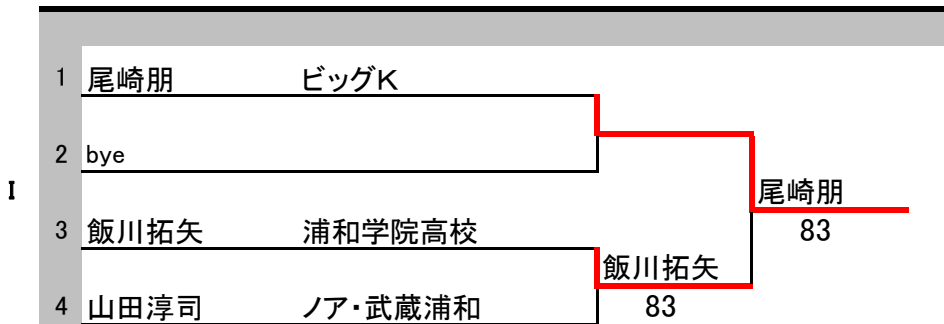 1 尾崎朋 ビッグK
2 bye
I
尾崎朋
3 飯川拓矢 浦和学院高校
83
飯川拓矢
4 山田淳司 ノア・武蔵浦和
83